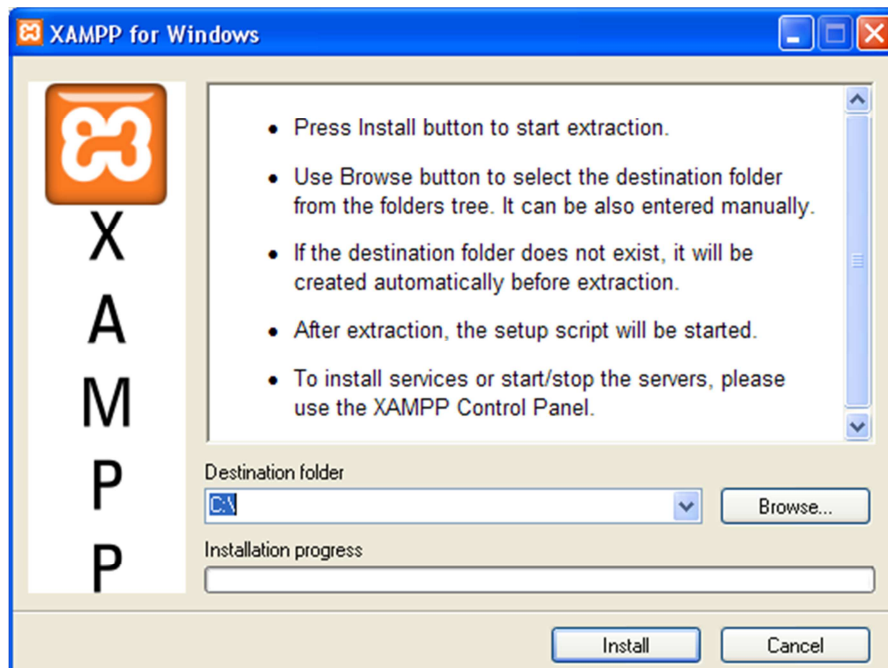 XAMPP for Windows
X
A
M
P
P
• Press Install button to start extraction.
• Use Browse button to select the destination folder
from the folders tree. It can be also entered manually.
• If the destination folder does not exist, it will be
created automatically before extraction.
• After extraction, the setup script will be started.
• To install services or start/stop the servers, please
use the XAMPP Control Panel.
Destination folder
C:\
Browse...
Installation progress
Install
Cancel